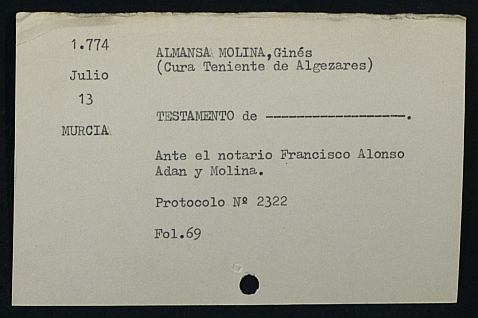 1.774
Julio
13
MURCIA
ALMANSA MOLINA,Ginés
(Cura Teniente de Algezares)
TESTAMENTO de -------------------.
Ante el notario Francisco Alonso
Adan y Molina.
Protocolo Nº 2322
Fol.69